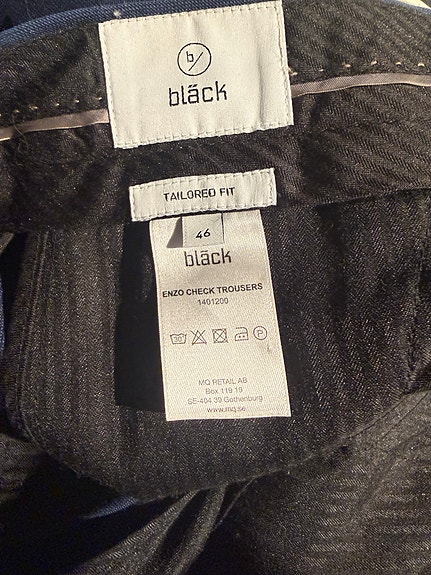 b/
bläck
TAILORED FIT
46
bläck
ENZO CHECK TROUSERS
1401200
30
P
MQ RETAIL AB
Box 119 19
SE-404 39 Gothenburg
www.mq.se